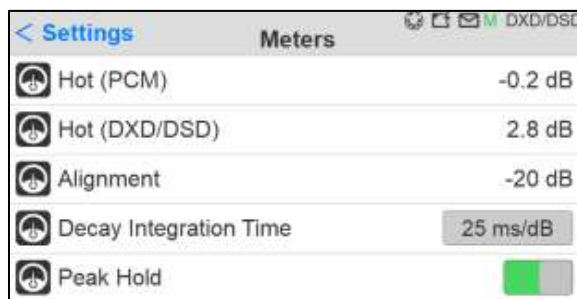 < Settings
Meters
M DXD/DSD
Hot (PCM)
-0.2 dB
Hot (DXD/DSD)
2.8 dB
Alignment
-20 dB
Decay Integration Time
25 ms/dB
Peak Hold